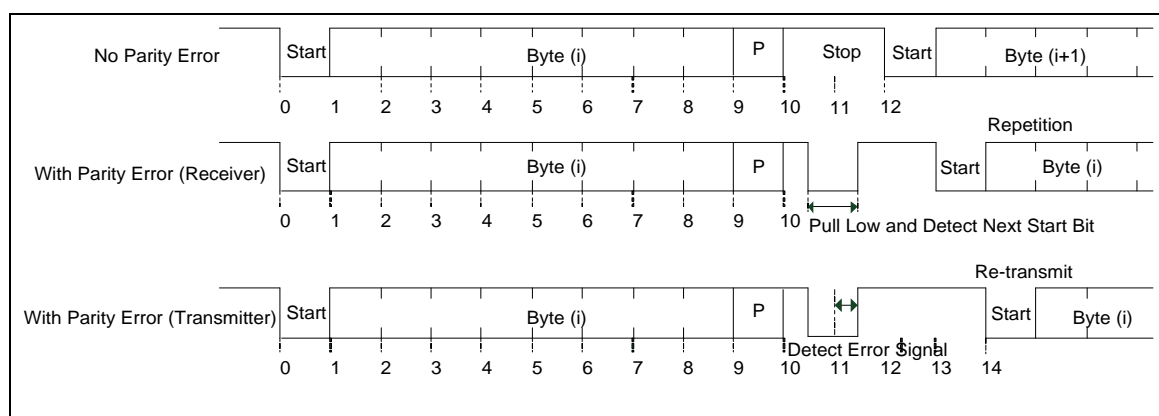 No Parity Error Start Byte (i) P Stop Start Byte (i+1)
0 1 2 3 4 5 6 7 8 9 10 11 12
Repetition
With Parity Error (Receiver) Start Byte (i) P Start Byte (i)
0 1 2 3 4 5 6 7 8 9 10
Pull Low and Detect Next Start Bit
Re-transmit
With Parity Error (Transmitter) Start Byte (i) P Start Byte (i)
Detect Error Signal
0 1 2 3 4 5 6 7 8 9 10 11 12 13 14